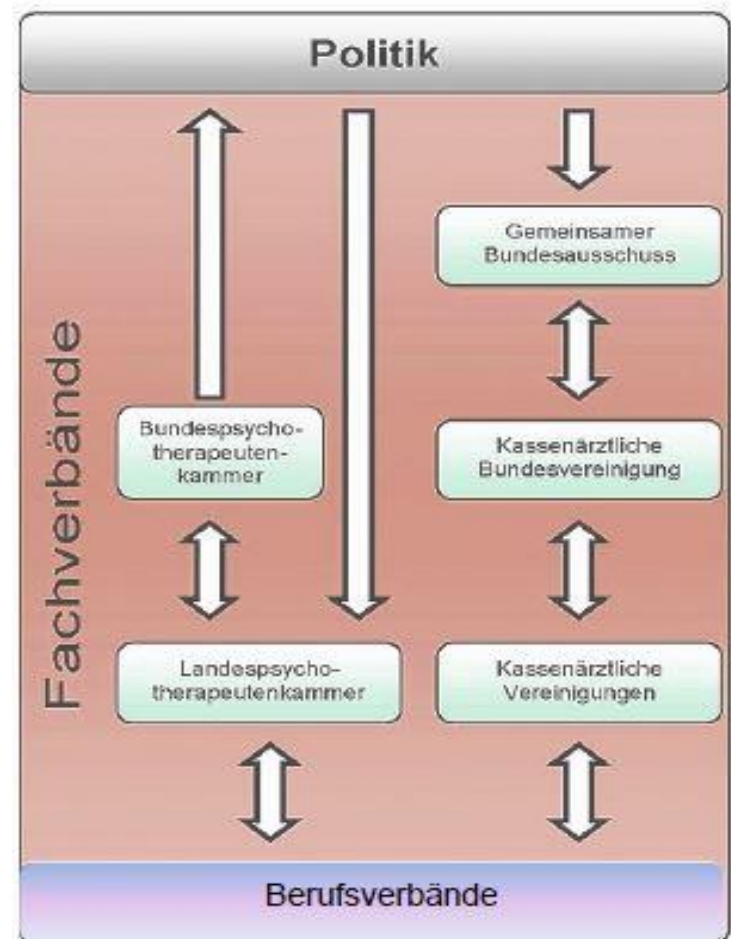 Politik
Gemeinsamer
Bundesausschuss
Fachverbände
Bundespsycho-
therapeuten-
kammer
Kassenärztliche
Bundesvereinigung
Landespsycho-
therapeutenkammer
Kassenärztliche
Vereinigungen
Berufsverbände